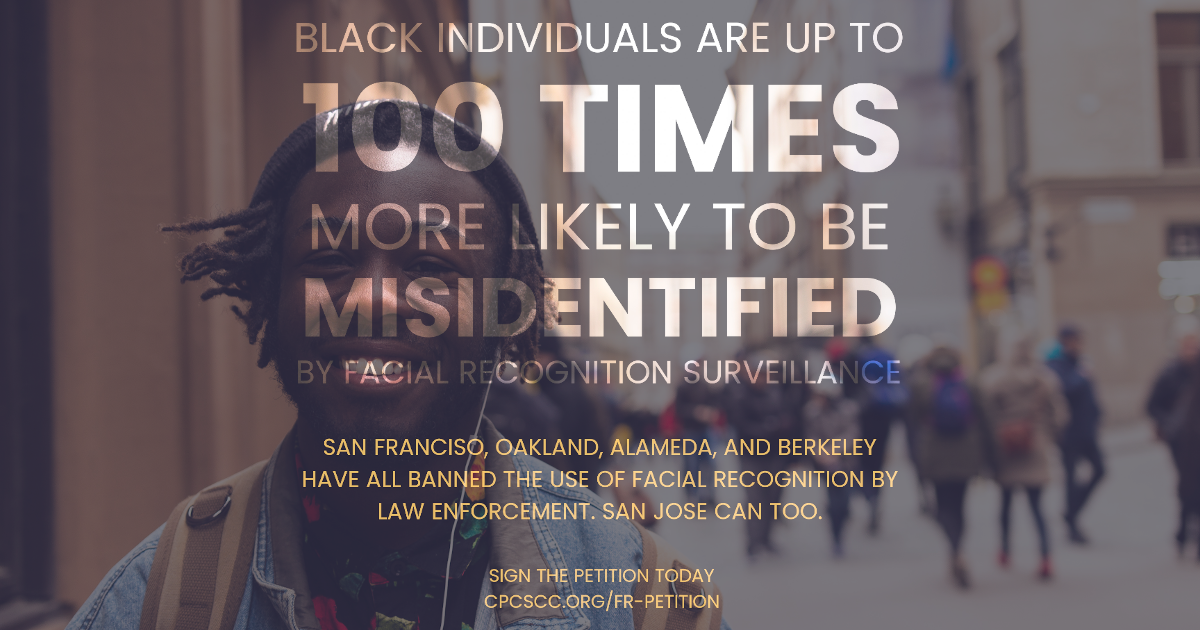 BLACK INDIVIDUALS ARE UP TO
100 TIMES
MORE LIKELY TO BE
MISIDENTIFIED
BY FACIAL RECOGNITION SURVEILLANCE
SAN FRANCISO, OAKLAND, ALAMEDA, AND BERKELEY
HAVE ALL BANNED THE USE OF FACIAL RECOGNITION BY
LAW ENFORCEMENT. SAN JOSE CAN TOO.
SIGN THE PETITION TODAY
CPCSCC.ORG/FR-PETITION